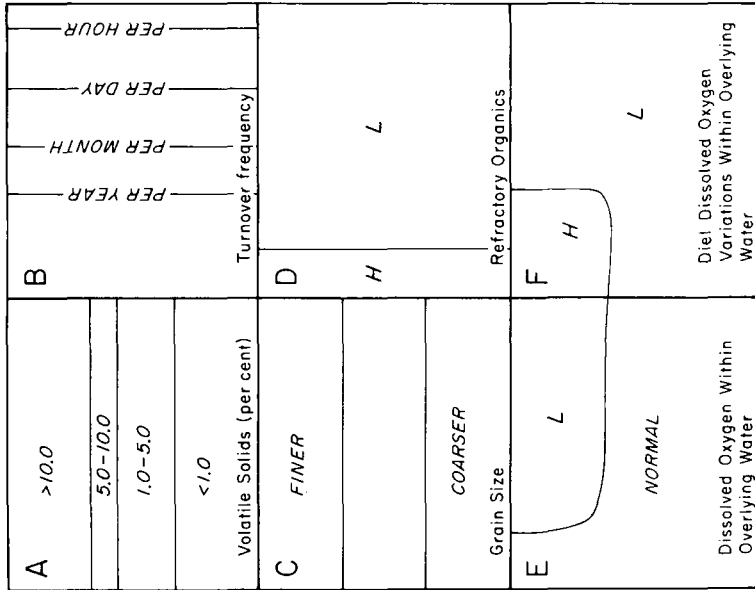 A
>10.0
5.0-10.0
1.0-5.0
<1.0
Volatile Solids (per cent)
B
PER YEAR
PER MONTH
PER DAY
PER HOUR
Turnover frequency
C
FINER
COARSER
Grain Size
D
H
L
Refractory Organics
E
L
NORMAL
Dissolved Oxygen Within
Overlying Water
F
H
L
Diel Dissolved Oxygen
Variations Within Overlying
Water